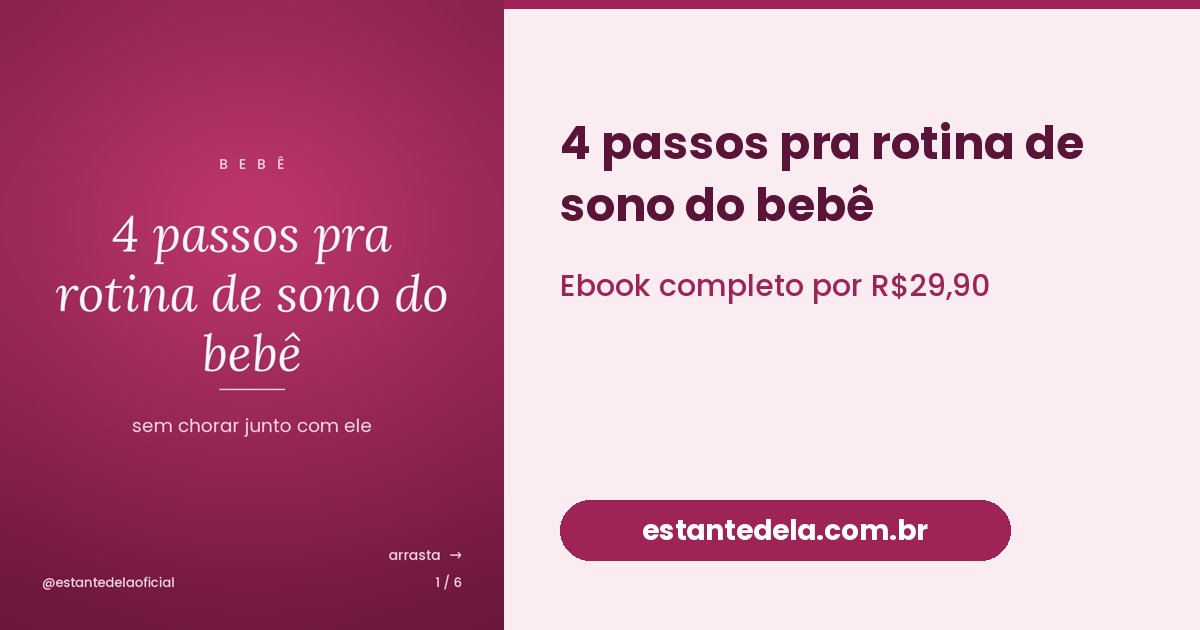 BEBÊ
4 passos pra
rotina de sono do
bebê
sem chorar junto com ele
arrasta →
@estantedelaoficial
1 / 6
4 passos pra rotina de
sono do bebê
Ebook completo por R$29,90
estantedela.com.br